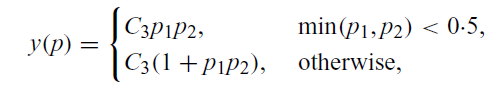 y(p) = { C₃p₁p₂, min(p₁, p₂) < 0·5,
C₃(1 + p₁p₂), otherwise,